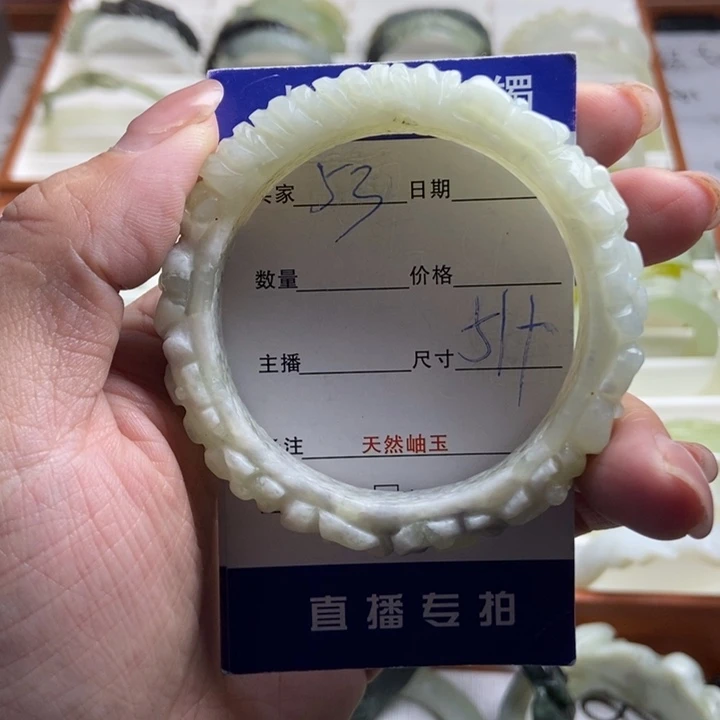 镯
家 53 日期
数量 价格
主播 尺寸 51+
注 天然岫玉
直播专拍